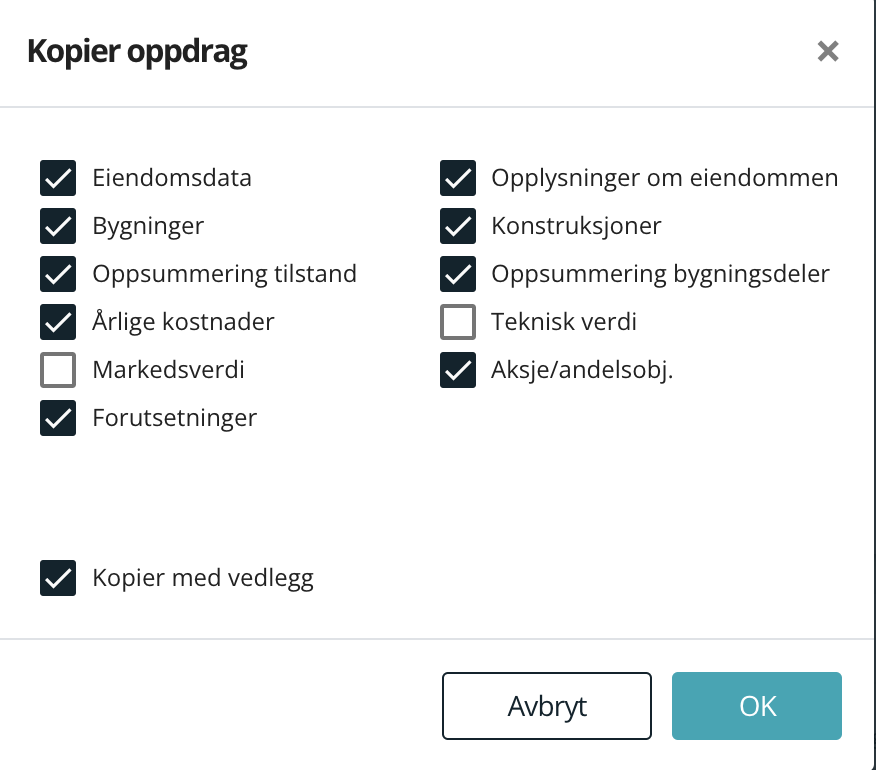 Kopier oppdrag
Eiendomsdata
Opplysninger om eiendommen
Bygninger
Konstruksjoner
Oppsummering tilstand
Oppsummering bygningsdeler
Årlige kostnader
Teknisk verdi
Markedsverdi
Aksje/andelsobj.
Forutsetninger
Kopier med vedlegg
Avbryt
OK